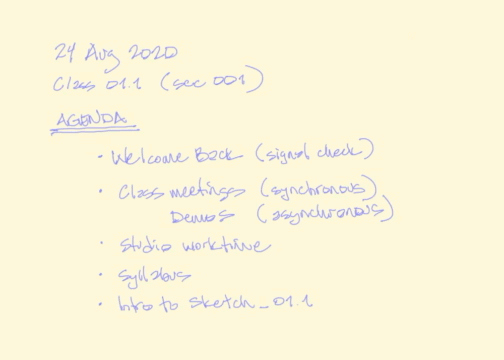 24 Aug 2020
Class 01.1 (sec 001)
AGENDA
• Welcome Back (signal check)
• Class meetings (synchronous)
Demos (asynchronous)
• Studio worktime
• Syllabus
• Intro to Sketch_01.1